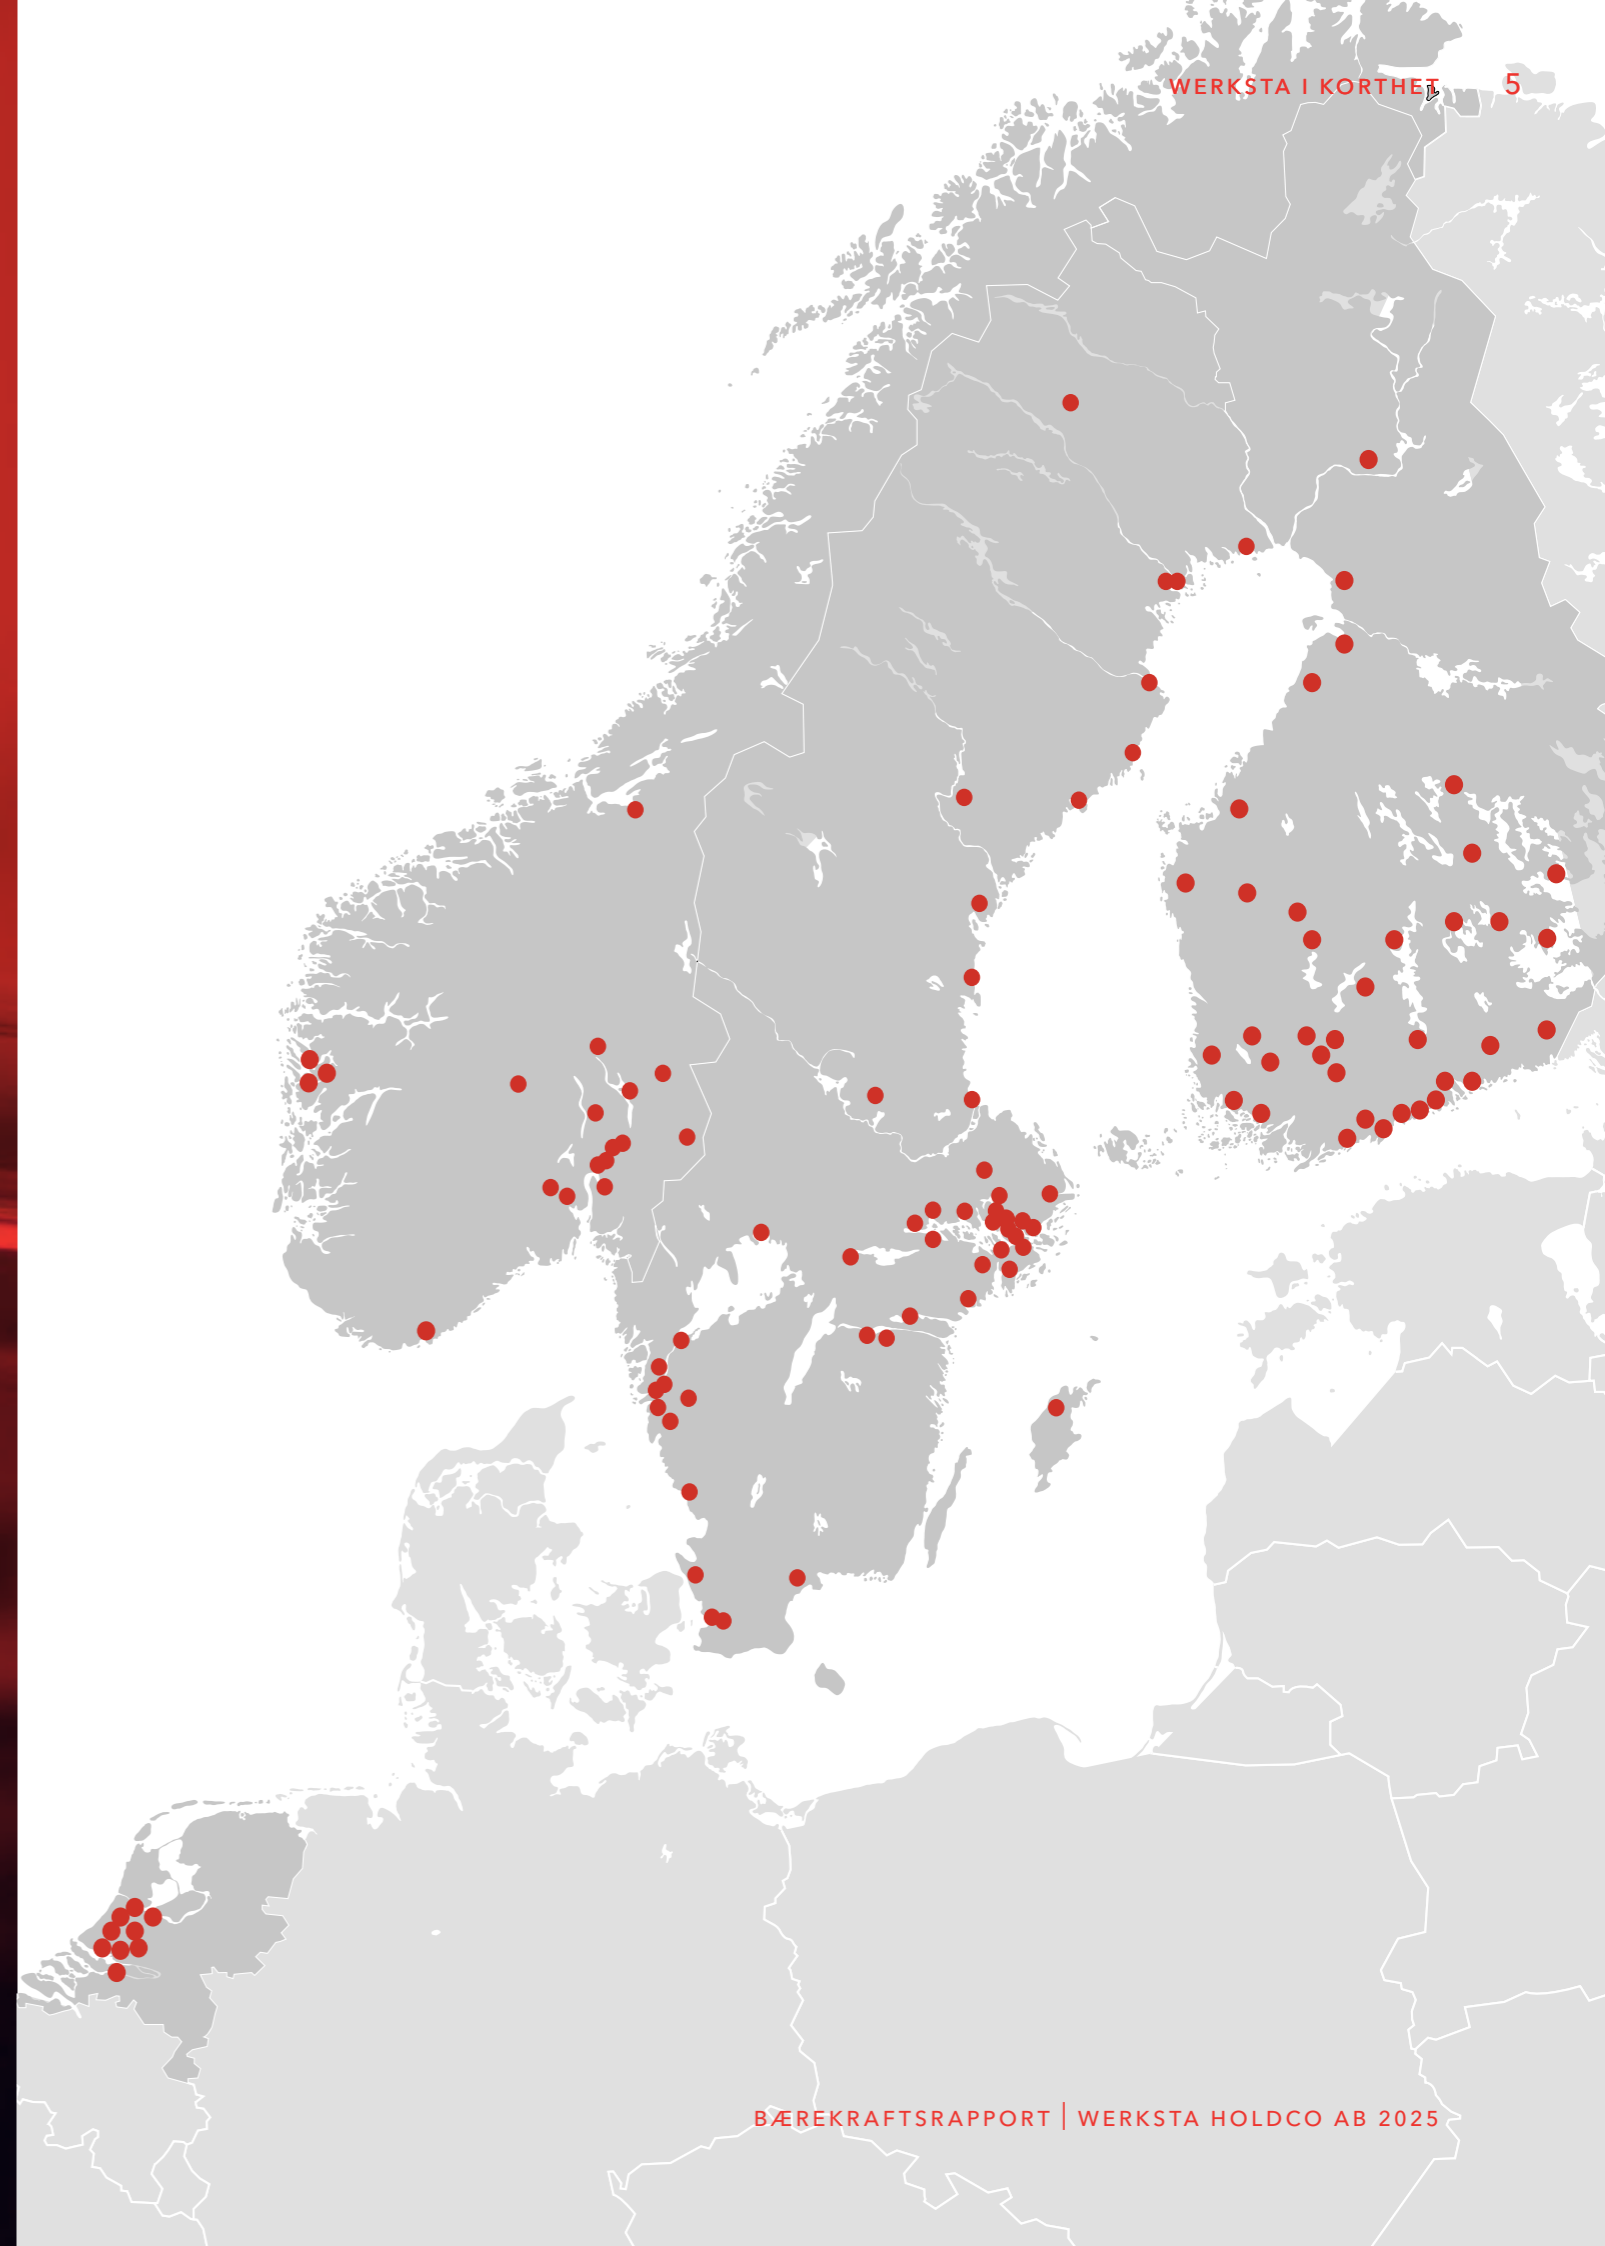 WERKSTA I KORTHET 5
BÆREKRAFTSRAPPORT | WERKSTA HOLDCO AB 2025